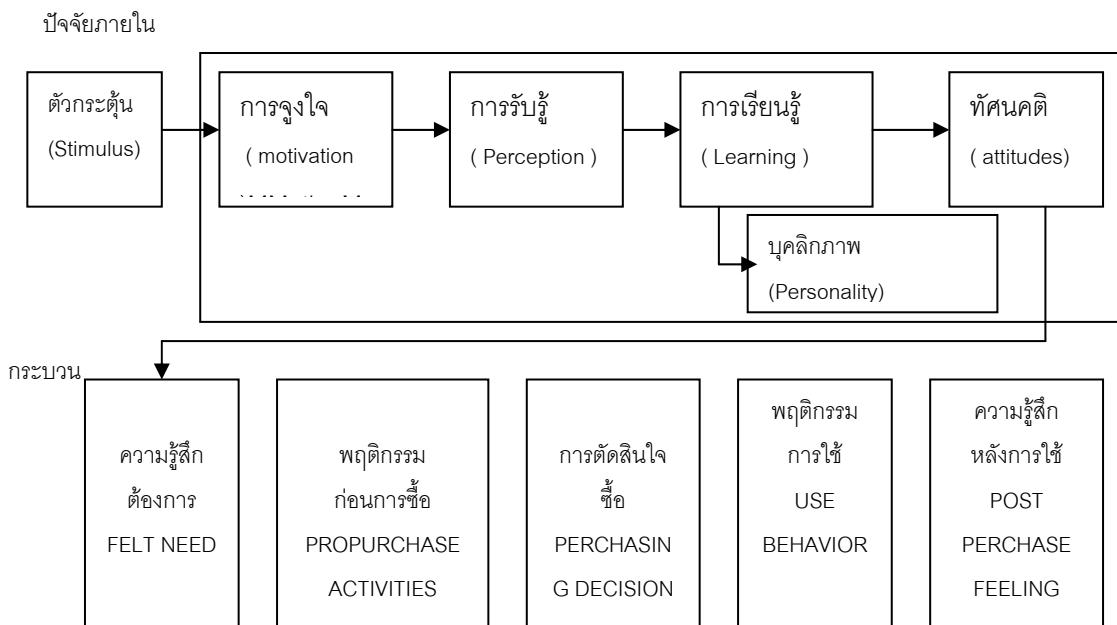 ปัจจัยภายใน
ตัวกระตุ้น
(Stimulus)
การจูงใจ
( motivation
การรับรู้
( Perception )
การเรียนรู้
( Learning )
ทัศนคติ
( attitudes)
บุคลิกภาพ
(Personality)
กระบวน
ความรู้สึก
ต้องการ
FELT NEED
พฤติกรรม
ก่อนการซื้อ
PROPURCHASE
ACTIVITIES
การตัดสินใจ
ซื้อ
PERCHASIN
G DECISION
พฤติกรรม
การใช้
USE
BEHAVIOR
ความรู้สึก
หลังการใช้
POST
PERCHASE
FEELING